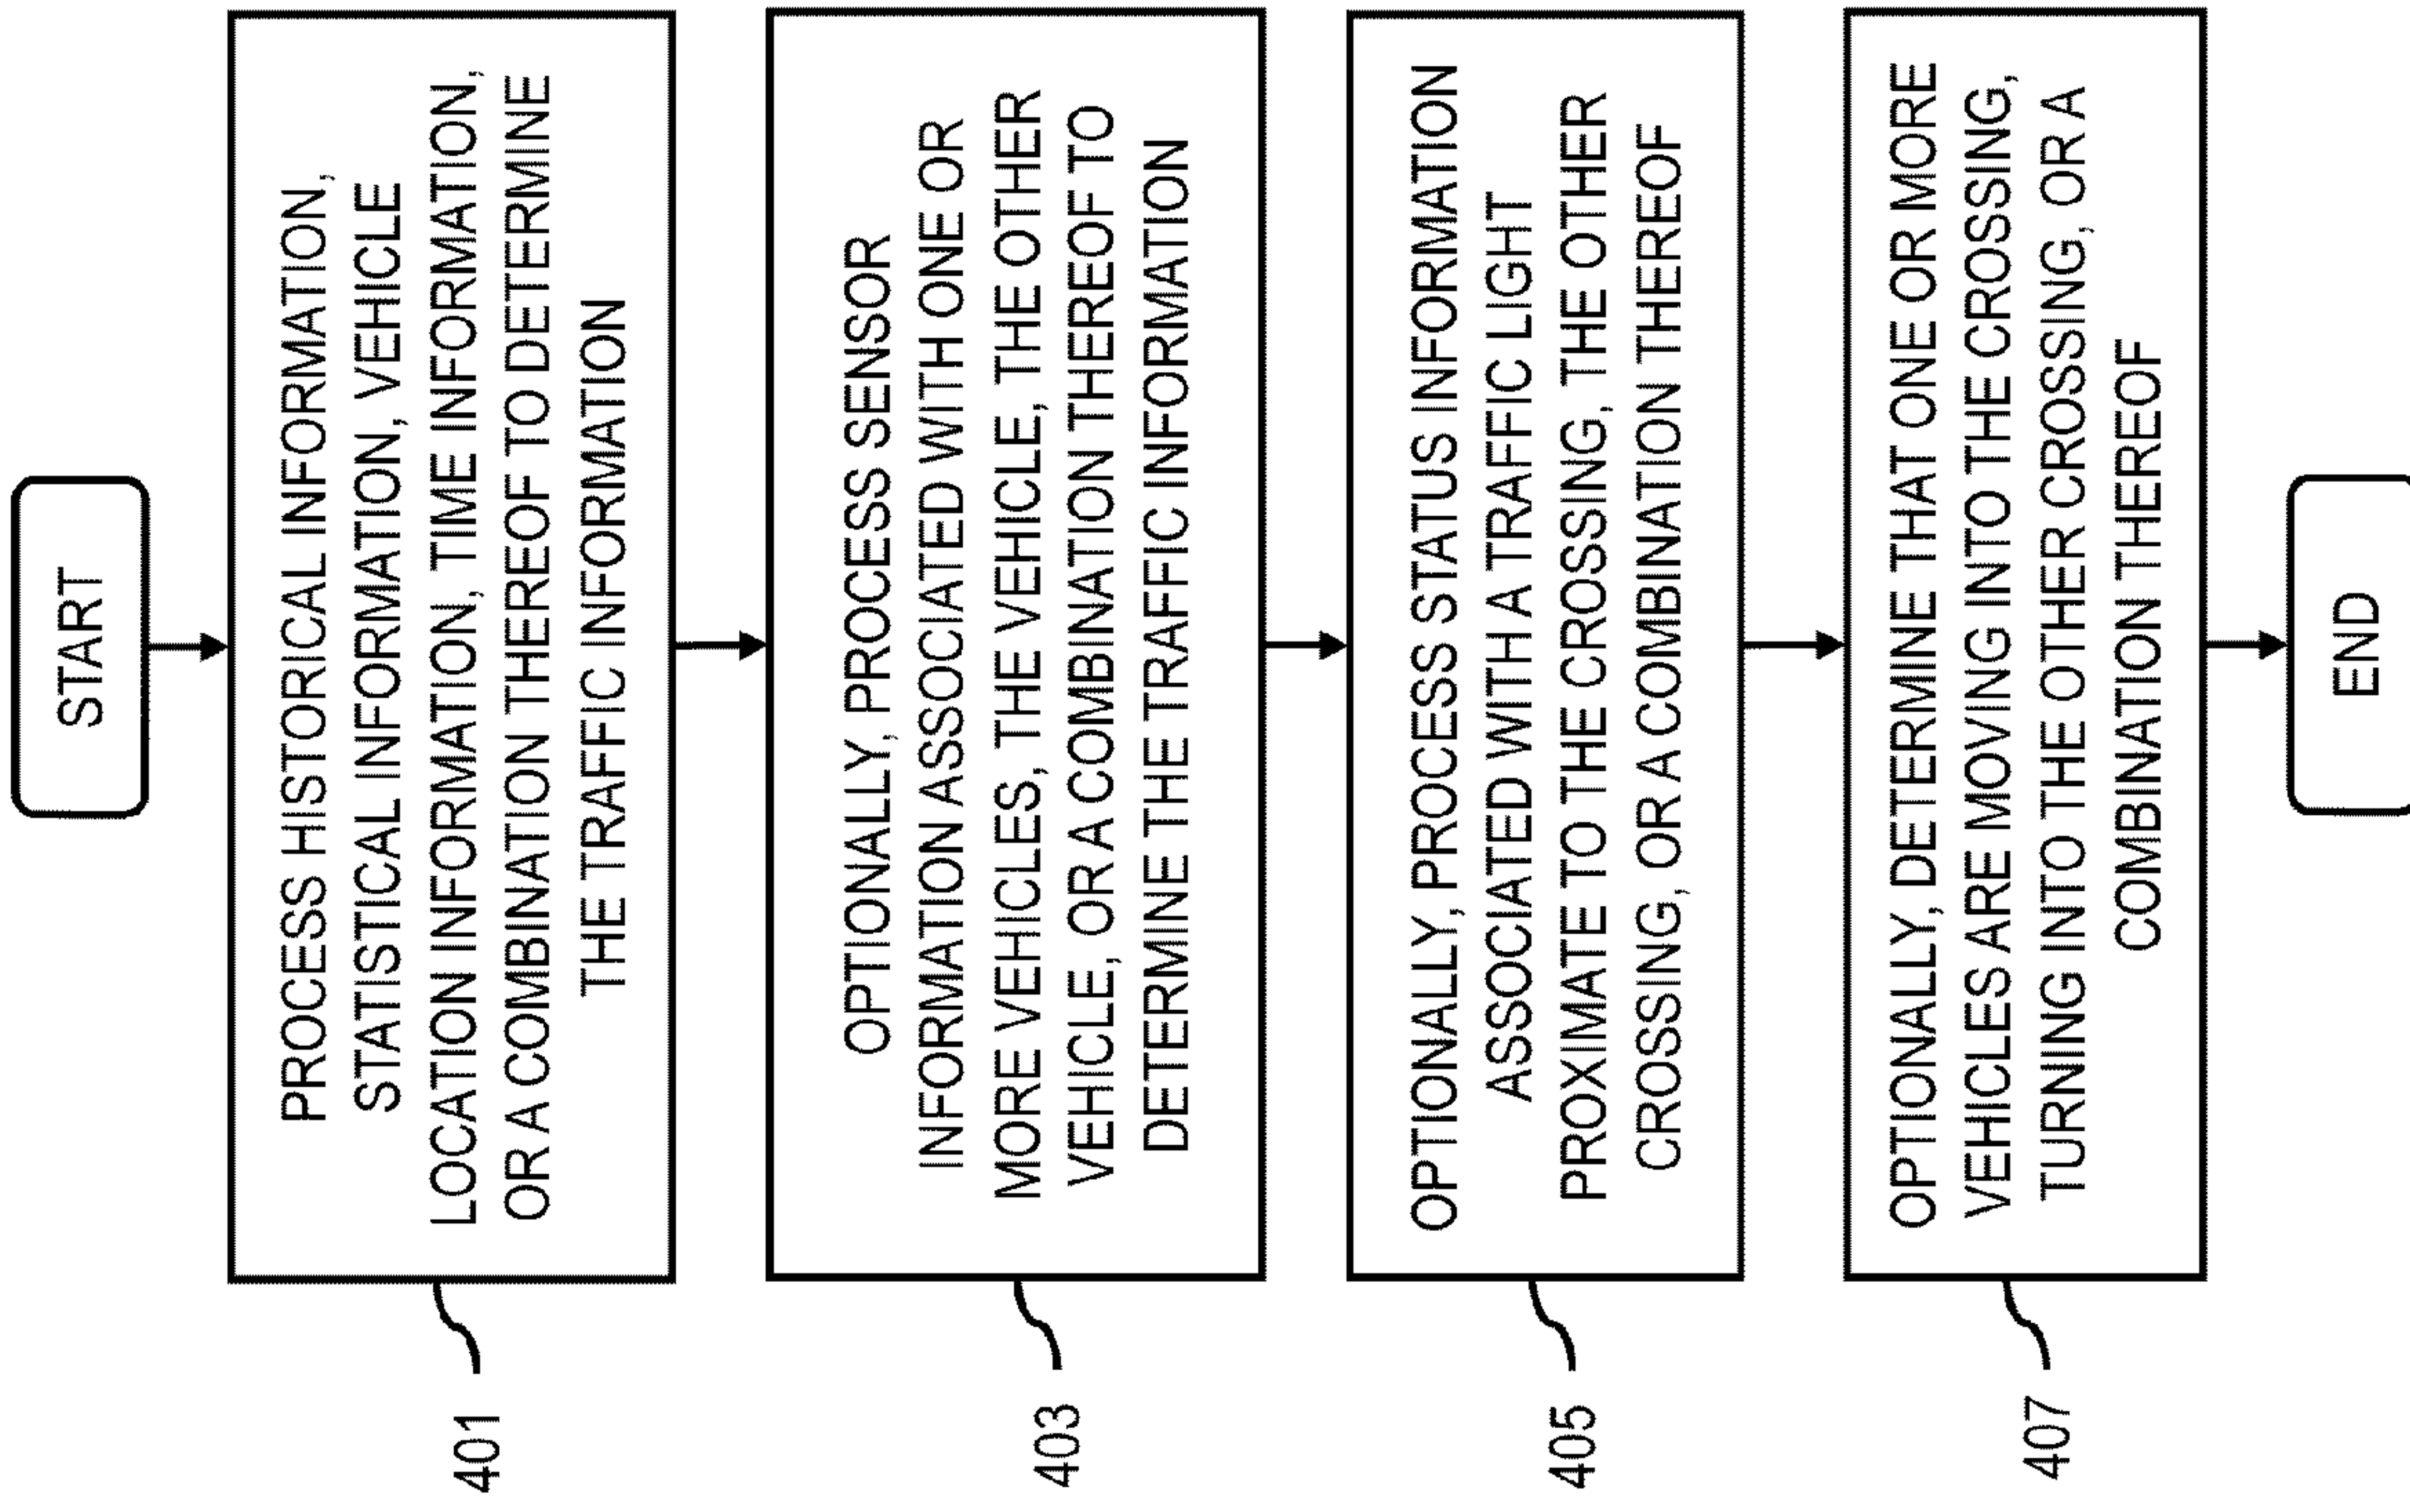 START
PROCESS HISTORICAL INFORMATION,
STATISTICAL INFORMATION, VEHICLE
LOCATION INFORMATION, TIME INFORMATION,
OR A COMBINATION THEREOF TO DETERMINE
THE TRAFFIC INFORMATION
401
OPTIONALLY, PROCESS SENSOR
INFORMATION ASSOCIATED WITH ONE OR
MORE VEHICLES, THE VEHICLE, THE OTHER
VEHICLE, OR A COMBINATION THEREOF TO
DETERMINE THE TRAFFIC INFORMATION
403
OPTIONALLY, PROCESS STATUS INFORMATION
ASSOCIATED WITH A TRAFFIC LIGHT
PROXIMATE TO THE CROSSING, THE OTHER
CROSSING, OR A COMBINATION THEREOF
405
OPTIONALLY, DETERMINE THAT ONE OR MORE
VEHICLES ARE MOVING INTO THE CROSSING,
TURNING INTO THE OTHER CROSSING, OR A
COMBINATION THEREOF
407
END